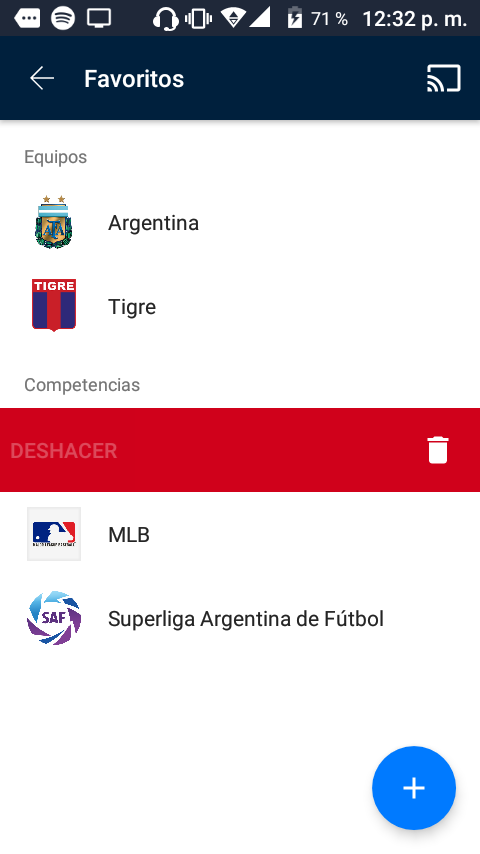 71 % 12:32 p. m.
Favoritos
Equipos
AFA
Argentina
TIGRE
Tigre
Competencias
DESHACER
MLB
SAF
Superliga Argentina de Fútbol